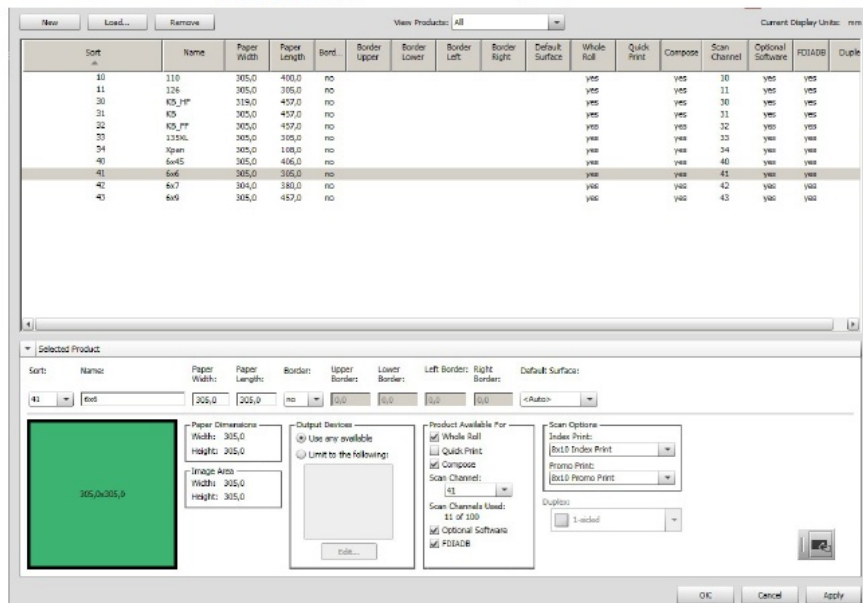 New Load... Remove View Products: All Current Display Units: mm
Sort Name Paper Width Paper Length Bord... Border Upper Border Lower Border Left Border Right Default Surface Whole Roll Quick Print Compose Scan Channel Optional Software FDIADB Duple
10 110 305,0 400,0 no yes yes 10 yes yes
11 126 305,0 305,0 no yes yes 11 yes yes
30 KB_HF 319,0 457,0 no yes yes 30 yes yes
31 KB 305,0 457,0 no yes yes 31 yes yes
32 KB_FF 305,0 457,0 no yes yes 32 yes yes
33 135XL 305,0 305,0 no yes yes 33 yes yes
34 Xpan 305,0 108,0 no yes yes 34 yes yes
40 6x45 305,0 406,0 no yes yes 40 yes yes
41 6x6 305,0 305,0 no yes yes 41 yes yes
42 6x7 304,0 380,0 no yes yes 42 yes yes
43 6x9 305,0 457,0 no yes yes 43 yes yes
Selected Product
Sort: Name: Paper Width: Paper Length: Border: Upper Border: Lower Border: Left Border: Right Border: Default Surface:
41 6x6 305,0 305,0 no 0,0 0,0 0,0 0,0 <Auto>
305,0x305,0
Paper Dimensions
Width: 305,0
Height: 305,0
Image Area
Width: 305,0
Height: 305,0
Output Devices
Use any available
Limit to the following:
Edit...
Product Available For
Whole Roll
Quick Print
Compose
Scan Channel:
41
Scan Channels Used:
11 of 100
Optional Software
FDIADB
Scan Options
Index Print:
8x10 Index Print
Promo Print:
8x10 Promo Print
Duplex:
1-sided
OK Cancel Apply